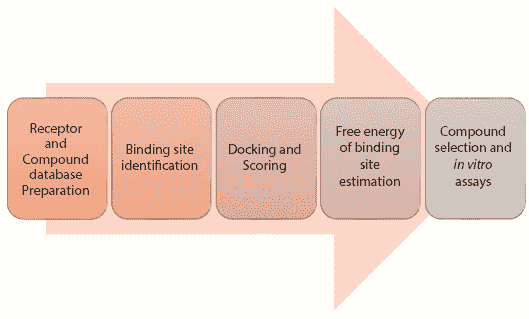 Receptor
and
Compound
database
Preparation
Binding site
identification
Docking and
Scoring
Free energy
of binding
site
estimation
Compound
selection and
in vitro
assays